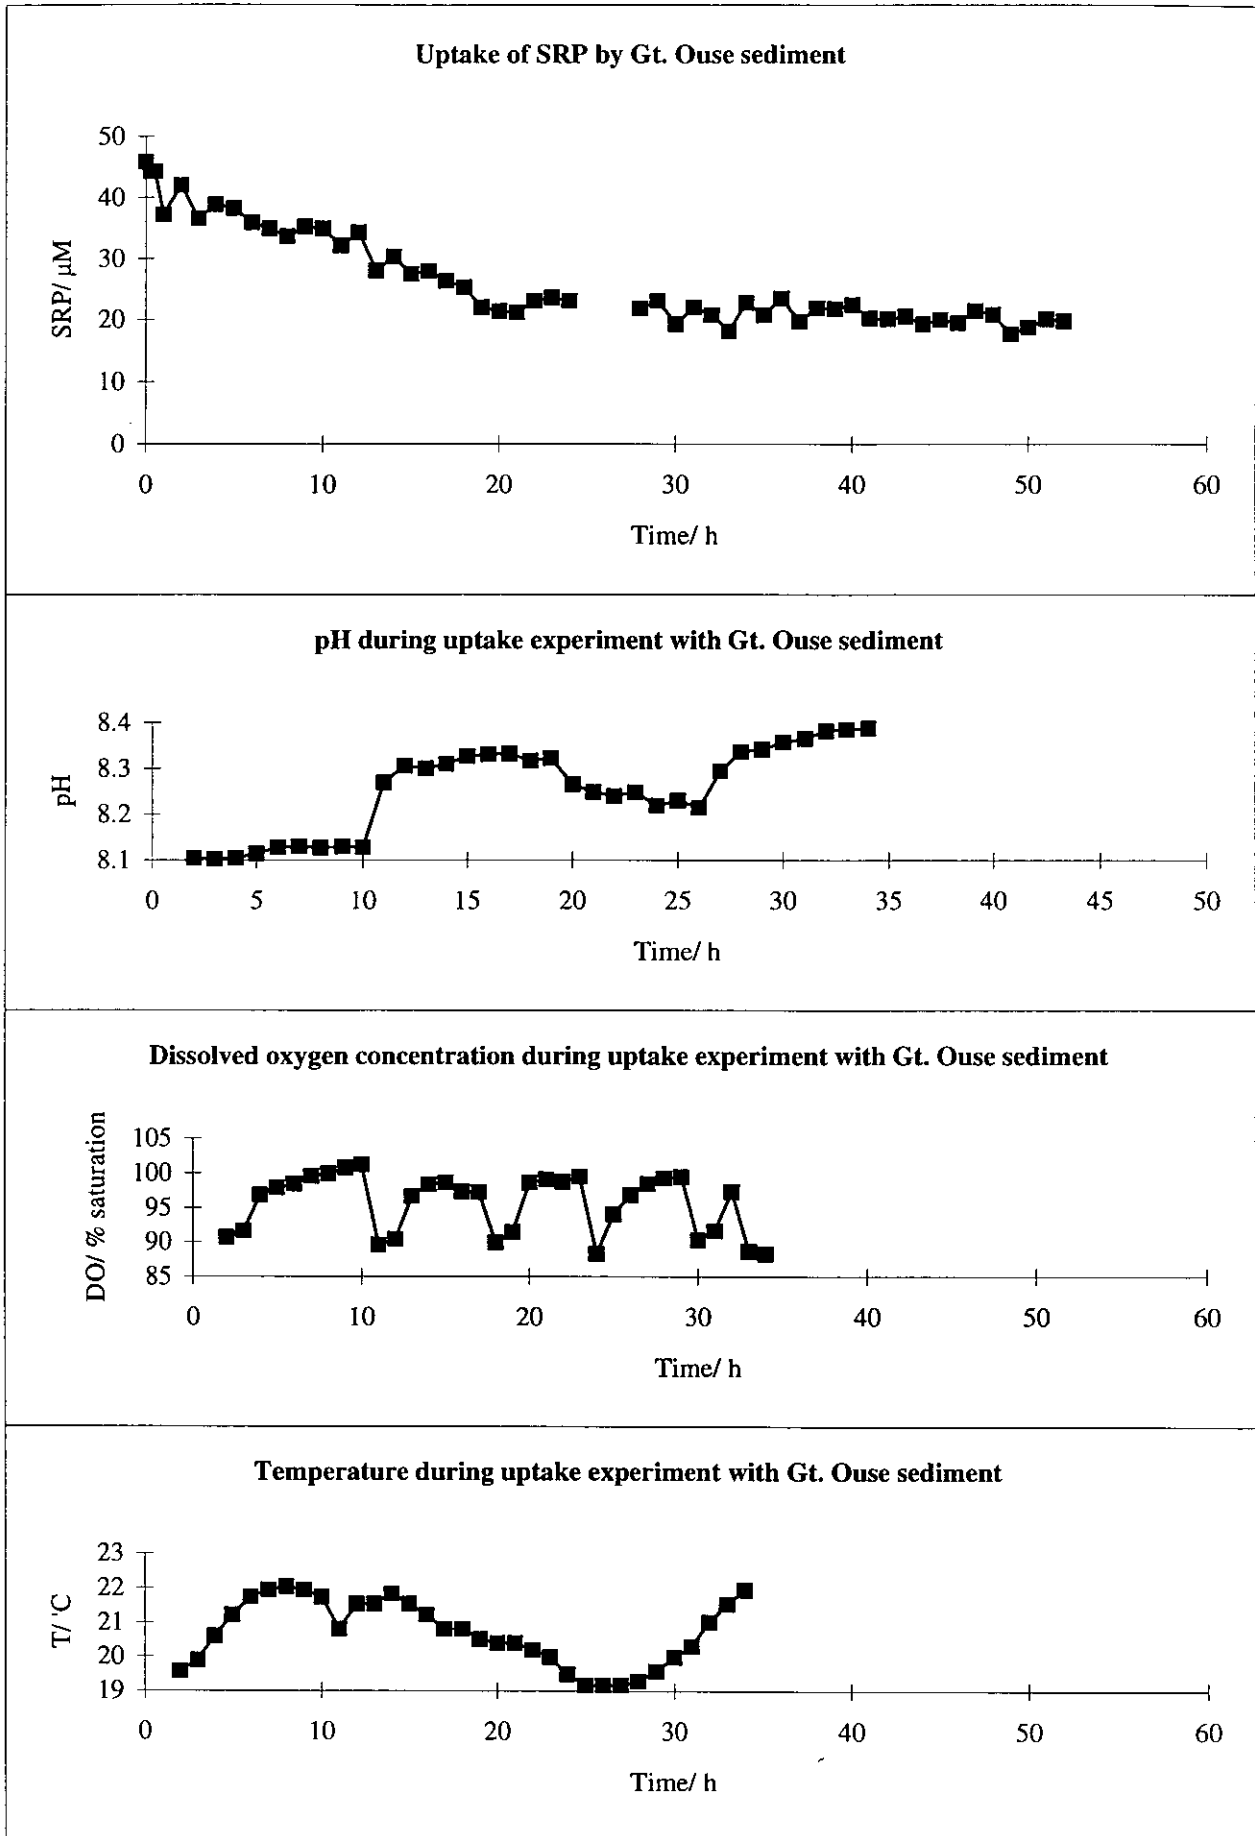 Uptake of SRP by Gt. Ouse sediment
50
40
30
20
10
0
SRP/ μM
0 10 20 30 40 50 60
Time/ h
pH during uptake experiment with Gt. Ouse sediment
8.4
8.3
8.2
8.1
pH
0 5 10 15 20 25 30 35 40 45 50
Time/ h
Dissolved oxygen concentration during uptake experiment with Gt. Ouse sediment
105
100
95
90
85
DO/ % saturation
0 10 20 30 40 50 60
Time/ h
Temperature during uptake experiment with Gt. Ouse sediment
23
22
21
20
19
T/ 'C
0 10 20 30 40 50 60
Time/ h